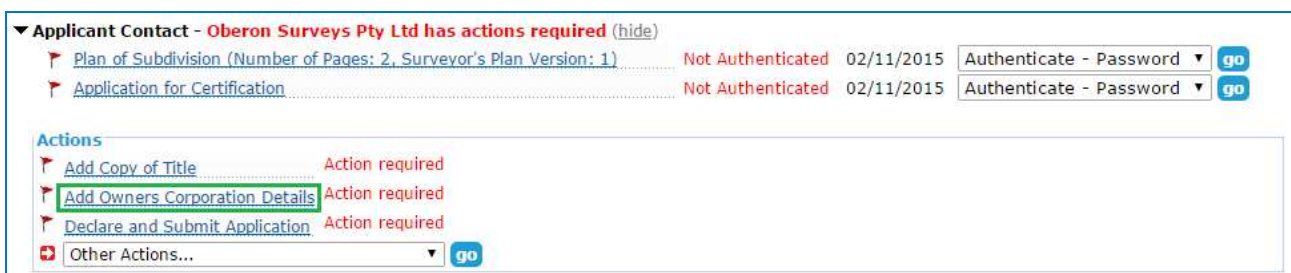 Applicant Contact - Oberon Surveys Pty Ltd has actions required (hide)
Plan of Subdivision (Number of Pages: 2, Surveyor's Plan Version: 1) Not Authenticated 02/11/2015 Authenticate - Password go
Application for Certification Not Authenticated 02/11/2015 Authenticate - Password go
Actions
Add Copy of Title Action required
Add Owners Corporation Details Action required
Declare and Submit Application Action required
Other Actions... go